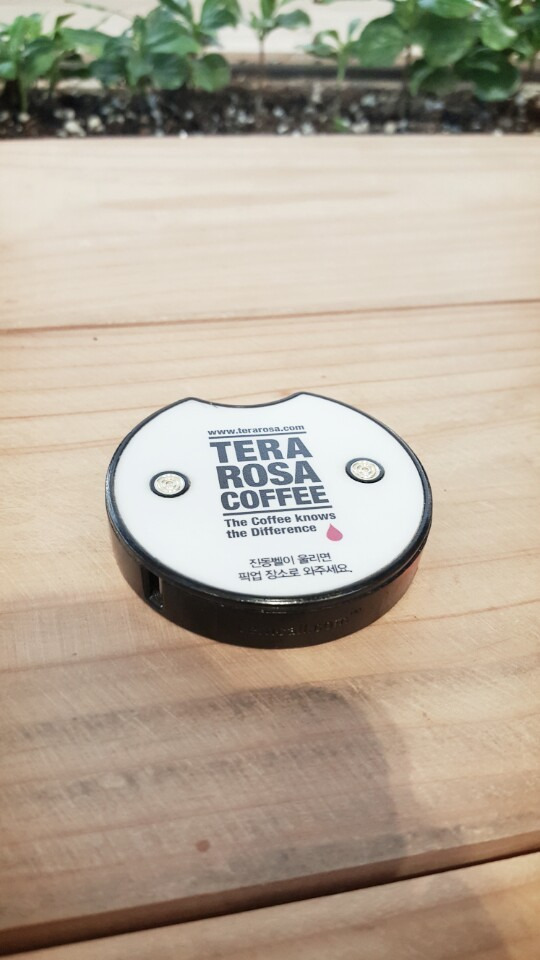 www.terarosa.com
TERA
ROSA
COFFEE
The Coffee knows
the Difference
진동벨이 울리면
픽업 장소로 와주세요.